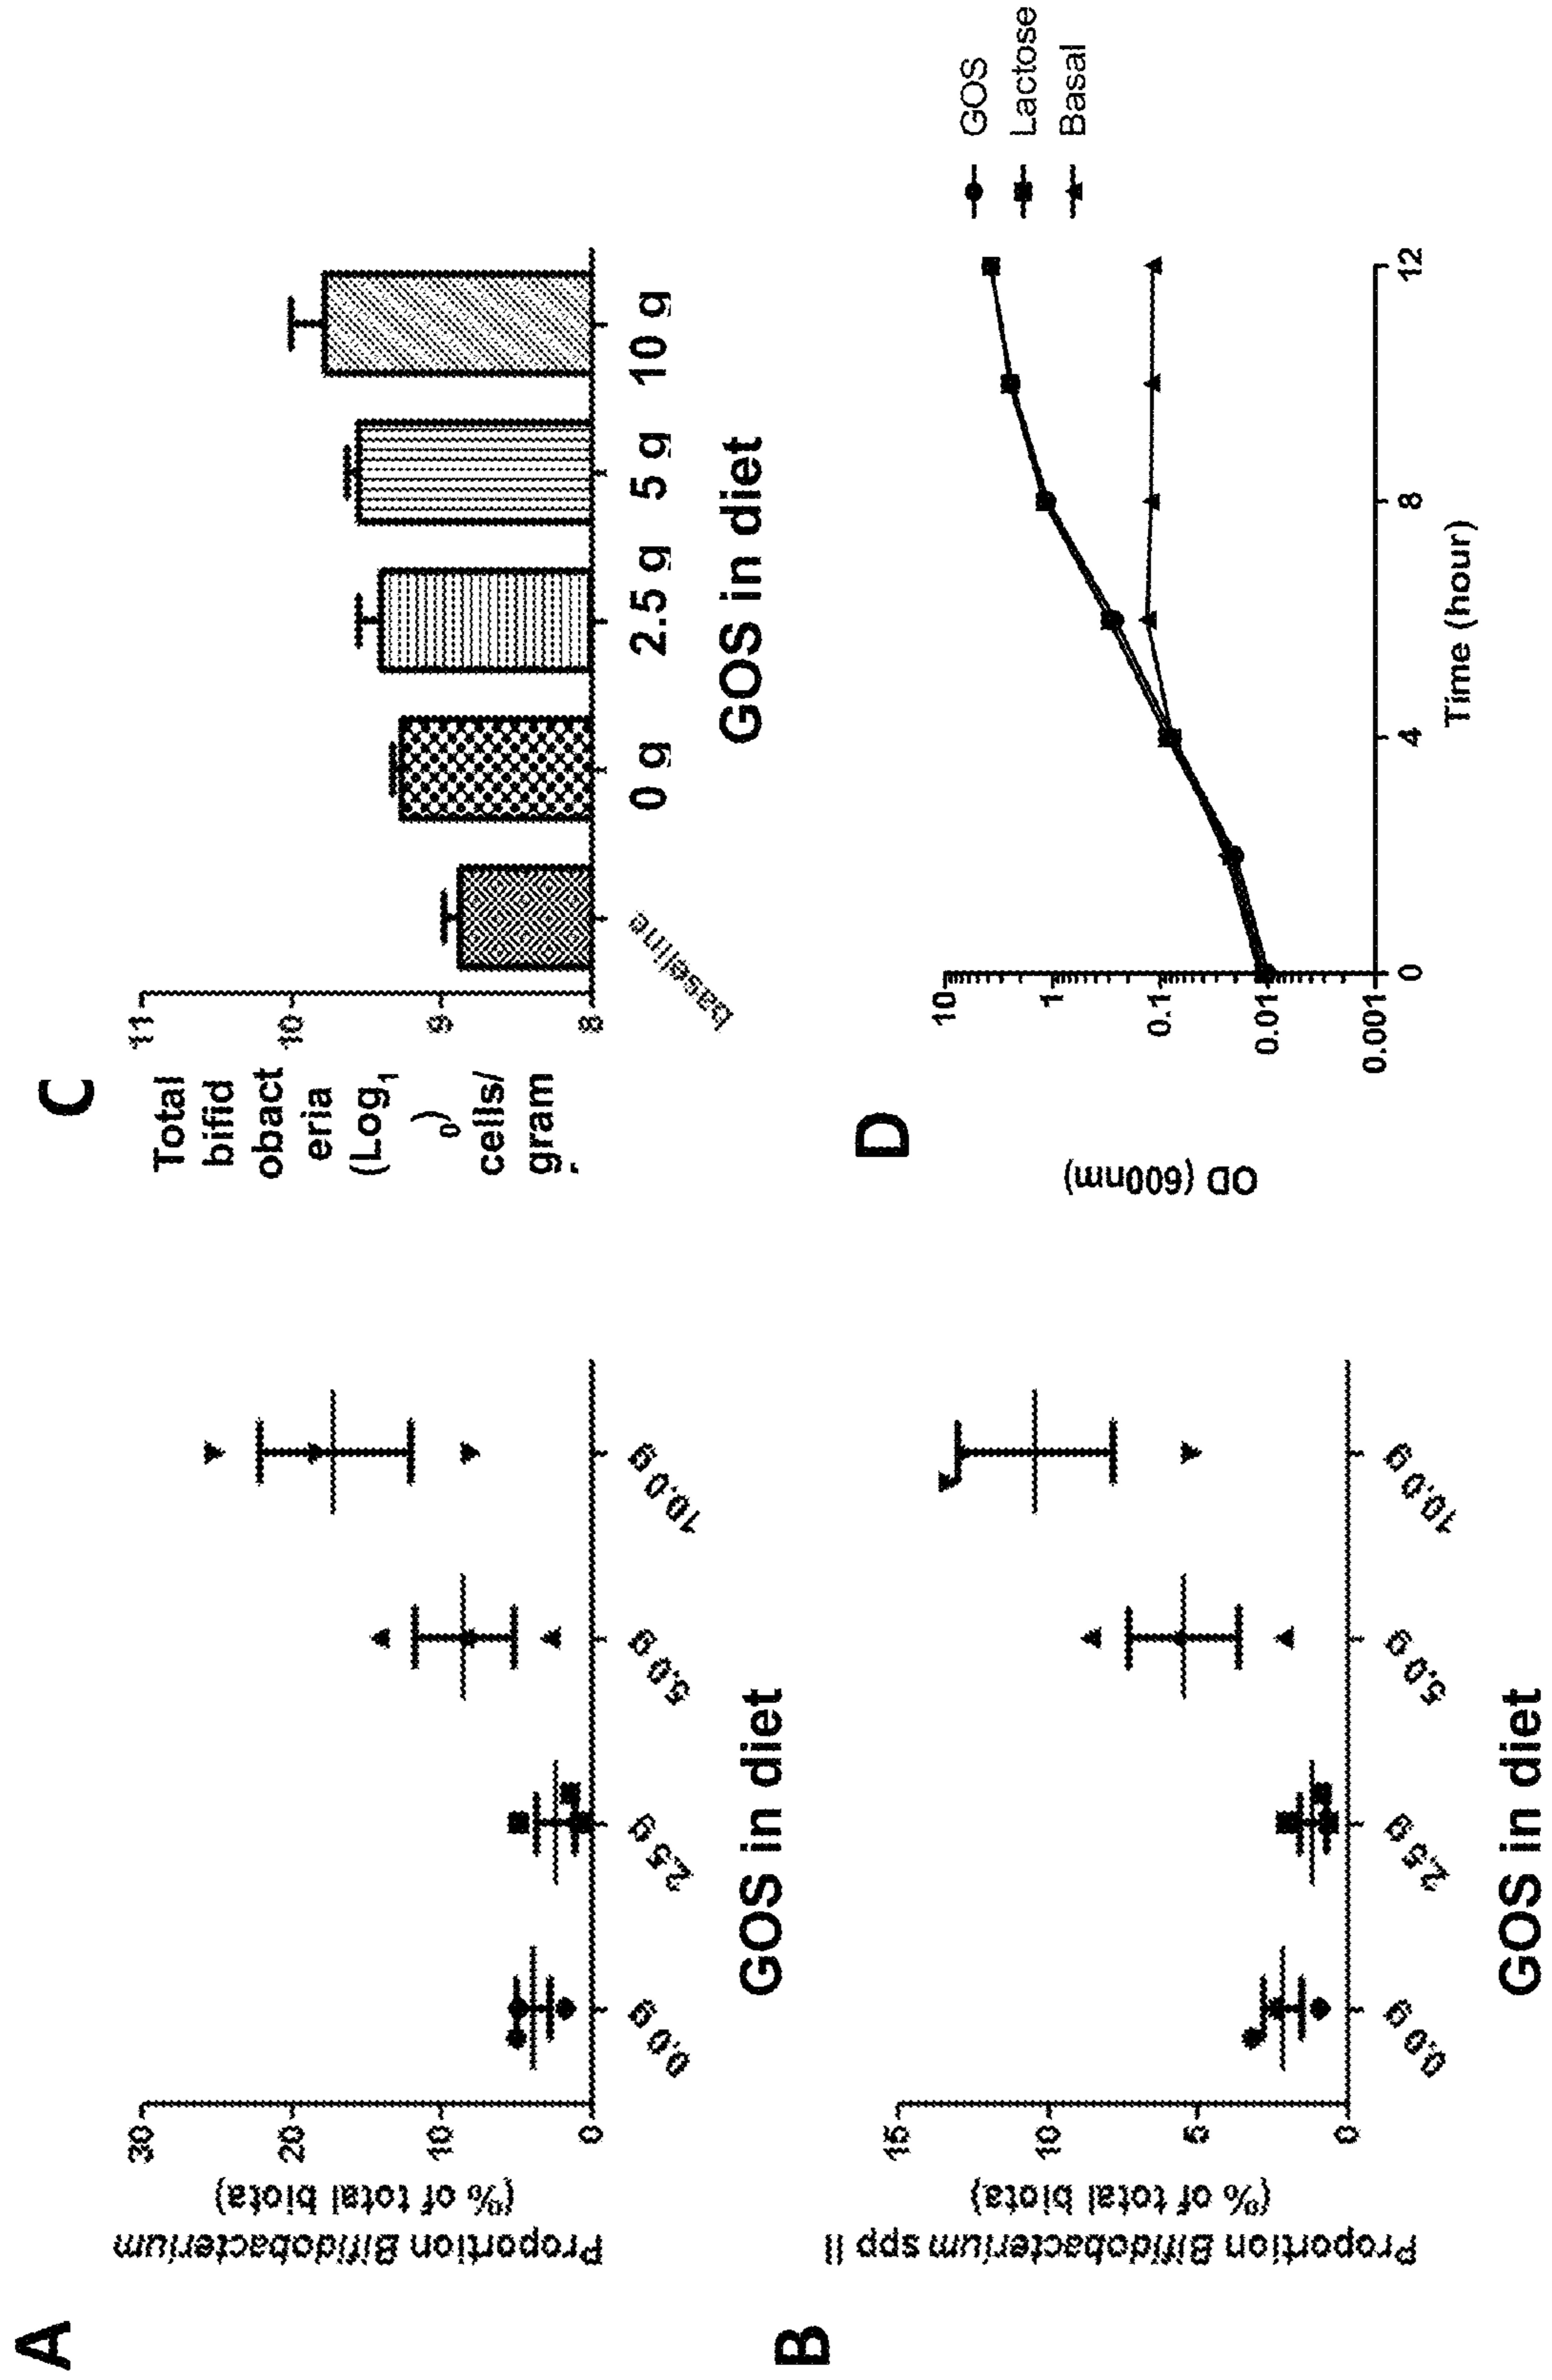 A
Proportion Bifidobacterium
(% of total biota)
30
20
10
0
0.0 g
2.5 g
5.0 g
10.0 g
GOS in diet
B
Proportion Bifidobacterium spp II
(% of total biota)
15
10
5
0
0.0 g
2.5 g
5.0 g
10.0 g
GOS in diet
C
Total
bifid
obact
eria
(Log1
0)
cells/
gram
11
10
9
8
baseline
0 g
2.5 g
5 g
10 g
GOS in diet
D
OD (600nm)
10
1
0.1
0.01
0.001
0
4
8
12
Time (hour)
GOS
Lactose
Basal